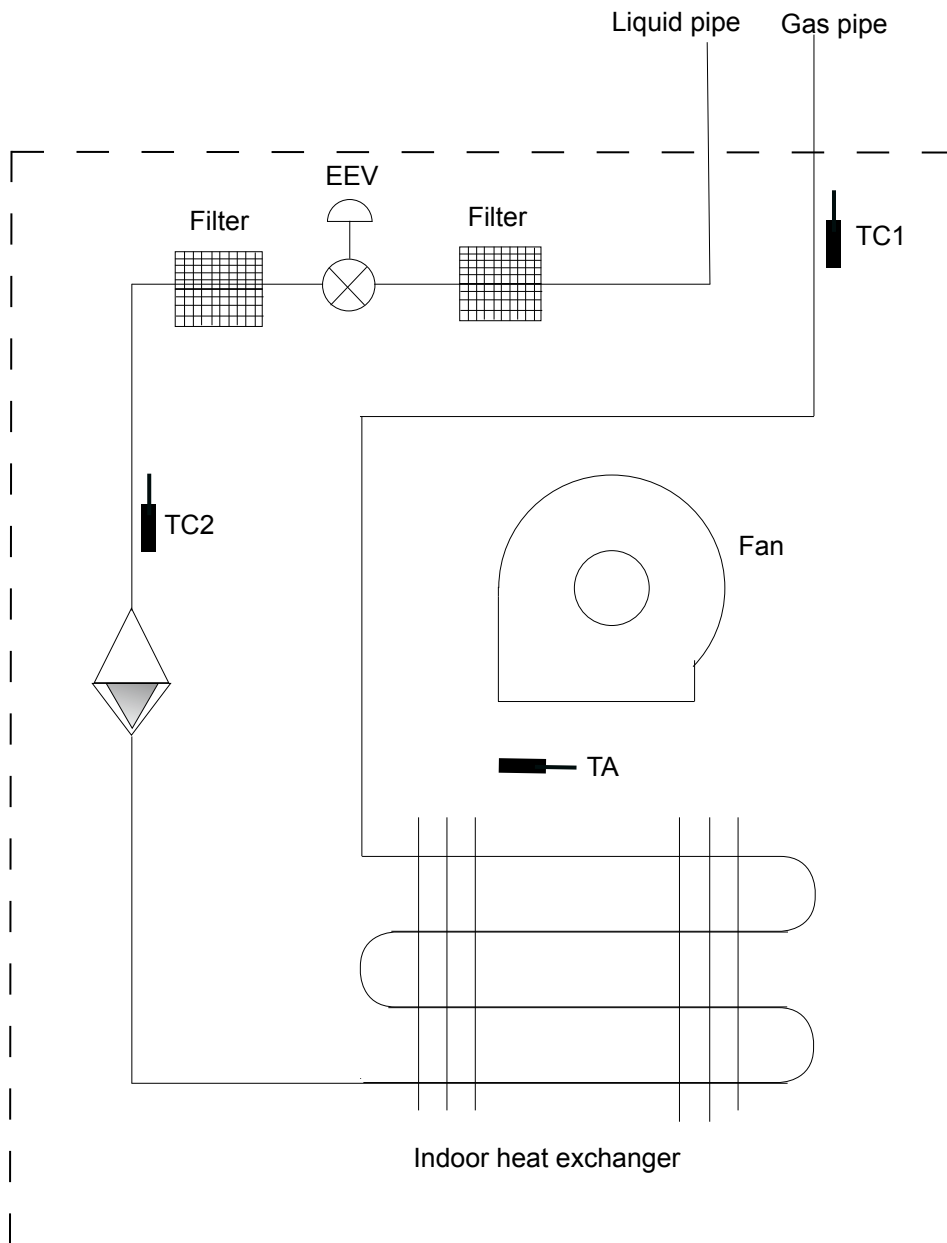 Liquid pipe
Gas pipe
EEV
Filter
Filter
TC1
TC2
Fan
TA
Indoor heat exchanger